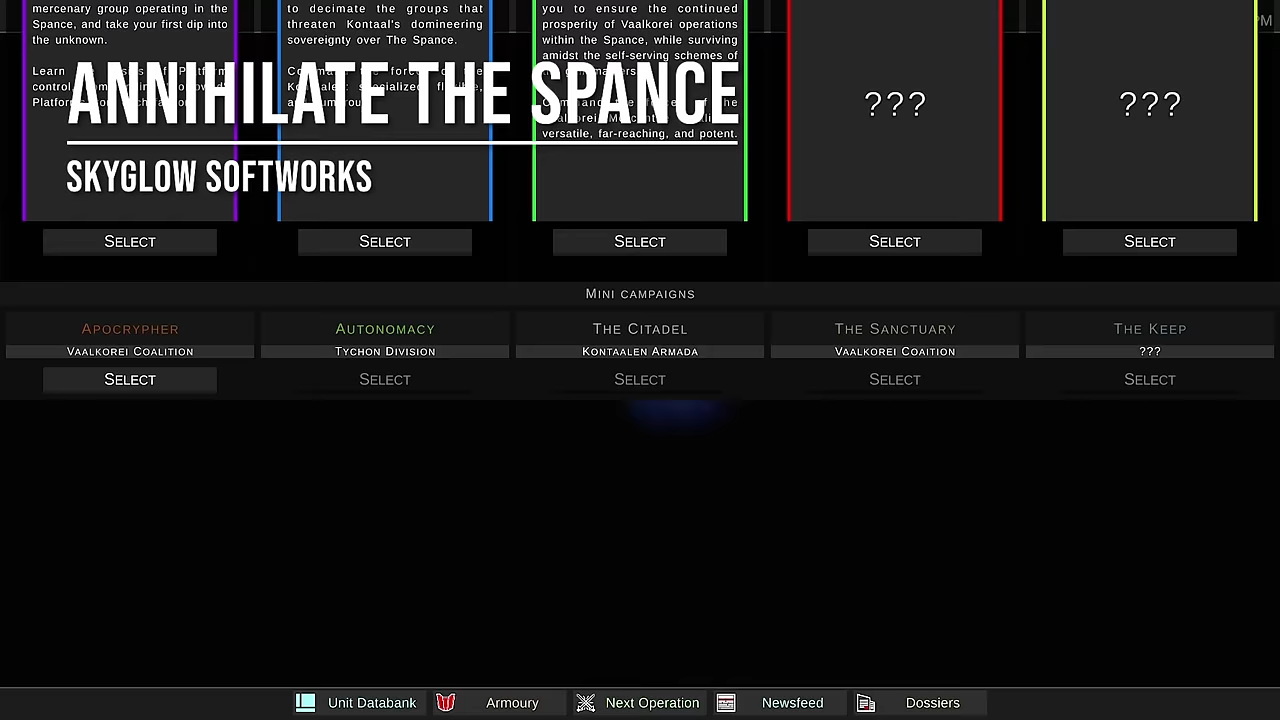 mercenary group operating in the Spance, and take your first dip into the unknown.
to decimate the groups that threaten Kontaal's domineering sovereignty over The Spance.
you to ensure the continued prosperity of Vaalkorei operations within the Spance, while surviving amidst the self-serving schemes of
versatile, far-reaching, and potent.
PM
ANNIHILATE THE SPANCE
SKYGLOW SOFTWORKS
???
???
SELECT
SELECT
SELECT
SELECT
SELECT
MINI CAMPAIGNS
APOCRYPHER
AUTONOMACY
THE CITADEL
THE SANCTUARY
THE KEEP
VAALKOREI COALITION
TYCHON DIVISION
KONTAALEN ARMADA
VAALKOREI COAITION
???
SELECT
SELECT
SELECT
SELECT
SELECT
Unit Databank
Armoury
Next Operation
Newsfeed
Dossiers